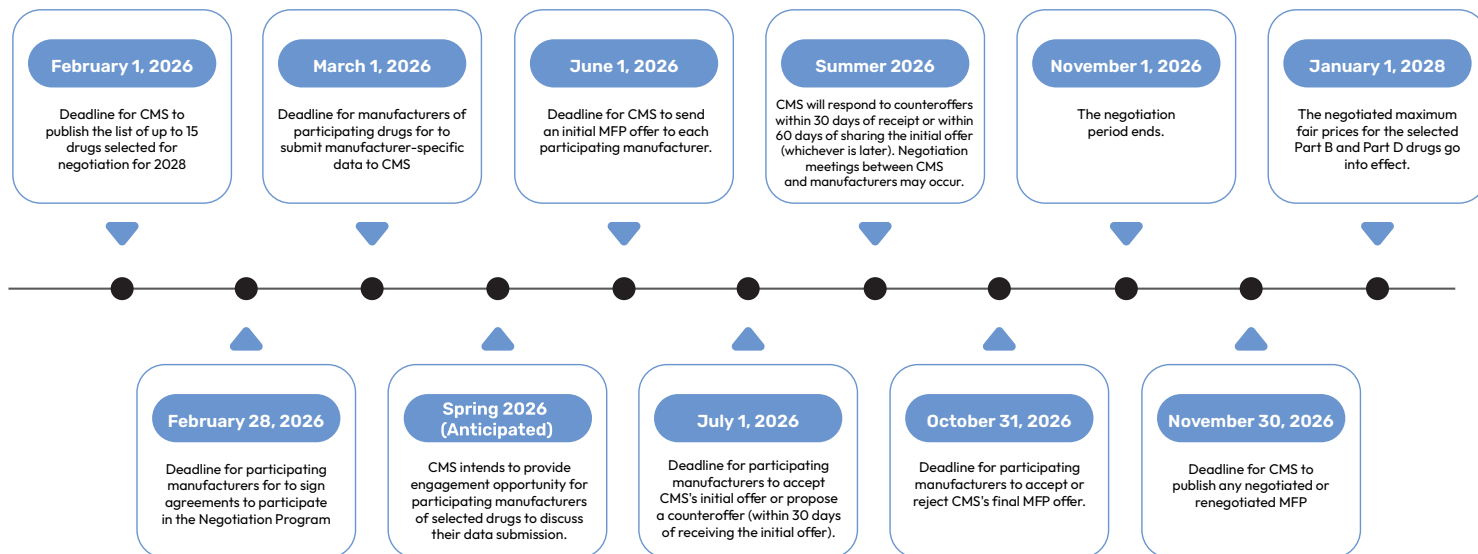 February 1, 2026
Deadline for CMS to
publish the list of up to 15
drugs selected for
negotiation for 2028
March 1, 2026
Deadline for manufacturers of
participating drugs for to
submit manufacturer-specific
data to CMS
June 1, 2026
Deadline for CMS to send
an initial MFP offer to each
participating manufacturer.
Summer 2026
CMS will respond to counteroffers
within 30 days of receipt or within
60 days of sharing the initial offer
(whichever is later). Negotiation
meetings between CMS
and manufacturers may occur.
November 1, 2026
The negotiation
period ends.
January 1, 2028
The negotiated maximum
fair prices for the selected
Part B and Part D drugs go
into effect.
February 28, 2026
Deadline for participating
manufacturers for to sign
agreements to participate
in the Negotiation Program
Spring 2026
(Anticipated)
CMS intends to provide
engagement opportunity for
participating manufacturers
of selected drugs to discuss
their data submission.
July 1, 2026
Deadline for participating
manufacturers to accept
CMS's initial offer or propose
a counteroffer (within 30 days
of receiving the initial offer).
October 31, 2026
Deadline for participating
manufacturers to accept or
reject CMS's final MFP offer.
November 30, 2026
Deadline for CMS to
publish any negotiated or
renegotiated MFP